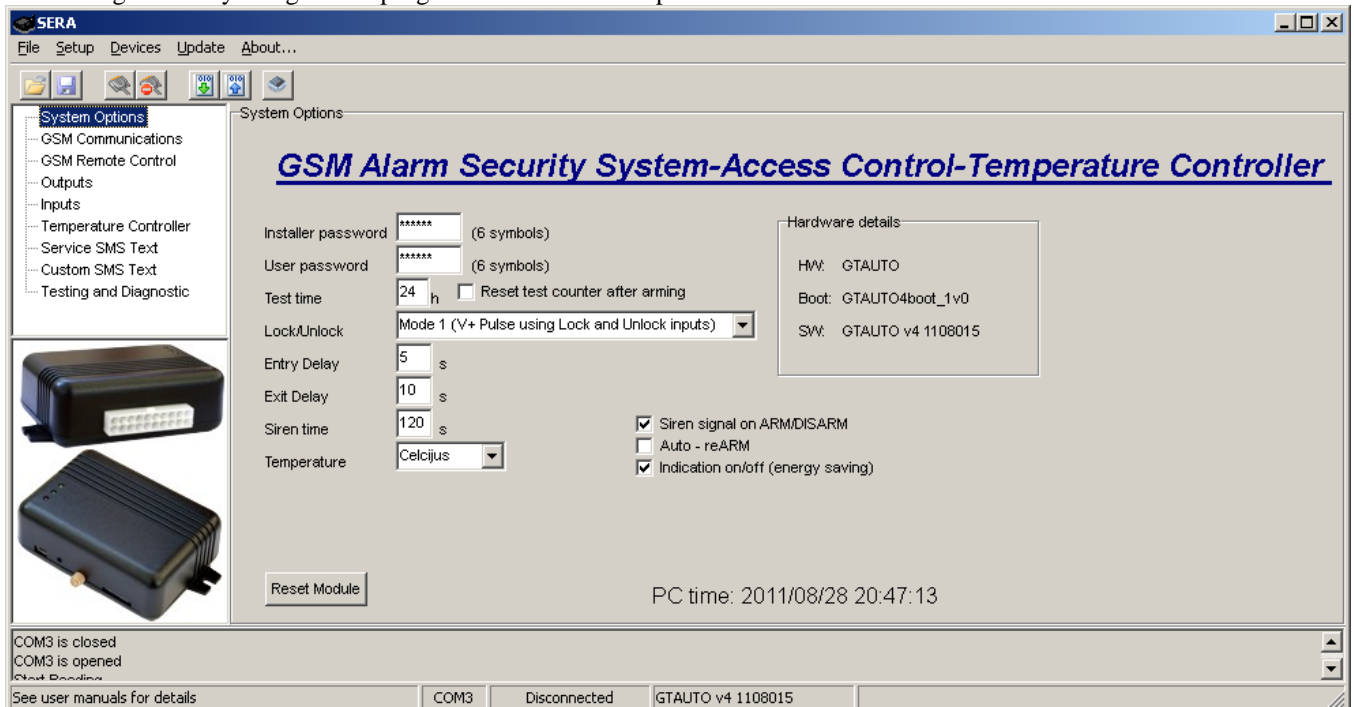 SERA
File Setup Devices Update About...
System Options
GSM Communications
GSM Remote Control
Outputs
Inputs
Temperature Controller
Service SMS Text
Custom SMS Text
Testing and Diagnostic
System Options
GSM Alarm Security System-Access Control-Temperature Controller
Installer password ****** (6 symbols)
User password ****** (6 symbols)
Test time 24 h Reset test counter after arming
Lock/Unlock Mode 1 (V+ Pulse using Lock and Unlock inputs)
Entry Delay 5 s
Exit Delay 10 s
Siren time 120 s
Temperature Celcijus
Hardware details
HW: GTAUTO
Boot: GTAUTO4boot_1v0
SW: GTAUTO v4 1108015
Siren signal on ARM/DISARM
Auto - reARM
Indication on/off (energy saving)
Reset Module
PC time: 2011/08/28 20:47:13
COM3 is closed
COM3 is opened
Start Reading
See user manuals for details COM3 Disconnected GTAUTO v4 1108015